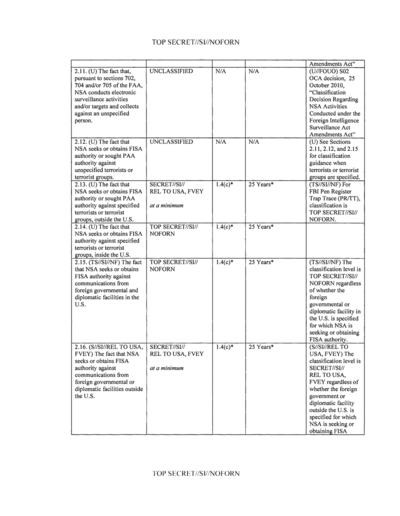 TOP SECRET//SI//NOFORN
Amendments Act"
2.11. (U) The fact that,
pursuant to sections 702,
704 and/or 705 of the FAA,
NSA conducts electronic
surveillance activities
and/or targets and collects
against an unspecified
person.
UNCLASSIFIED
N/A
N/A
(U//FOUO) S02
OCA decision, 25
October 2010,
"Classification
Decision Regarding
NSA Activities
Conducted under the
Foreign Intelligence
Surveillance Act
Amendments Act"
2.12. (U) The fact that
NSA seeks or obtains FISA
authority or sought PAA
authority against
unspecified terrorists or
terrorist groups.
UNCLASSIFIED
N/A
N/A
(U) See Sections
2.11, 2.12, and 2.15
for classification
guidance when
terrorists or terrorist
groups are specified.
2.13. (U) The fact that
NSA seeks or obtains FISA
authority or sought PAA
authority against specified
terrorists or terrorist
groups, outside the U.S.
SECRET//SI//
REL TO USA, FVEY
at a minimum
1.4(c)*
25 Years*
(TS//SI//NF) For
FBI Pen Register
Trap Trace (PR/TT),
classification is
TOP SECRET//SI//
NOFORN.
2.14. (U) The fact that
NSA seeks or obtains FISA
authority against specified
terrorists or terrorist
groups, inside the U.S.
TOP SECRET//SI//
NOFORN
1.4(c)*
25 Years*
2.15. (TS//SI//NF) The fact
that NSA seeks or obtains
FISA authority against
communications from
foreign governmental and
diplomatic facilities in the
U.S.
TOP SECRET//SI//
NOFORN
1.4(c)*
25 Years*
(TS//SI//NF) The
classification level is
TOP SECRET//SI//
NOFORN regardless
of whether the
foreign
governmental or
diplomatic facility in
the U.S. is specified
for which NSA is
seeking or obtaining
FISA authority.
2.16. (S//SI//REL TO USA,
FVEY) The fact that NSA
seeks or obtains FISA
authority against
communications from
foreign governmental or
diplomatic facilities outside
the U.S.
SECRET//SI//
REL TO USA, FVEY
at a minimum
1.4(c)*
25 Years*
(S//SI//REL TO
USA, FVEY) The
classification level is
SECRET//SI//
REL TO USA,
FVEY regardless of
whether the foreign
government or
diplomatic facility
outside the U.S. is
specified for which
NSA is seeking or
obtaining FISA
TOP SECRET//SI//NOFORN